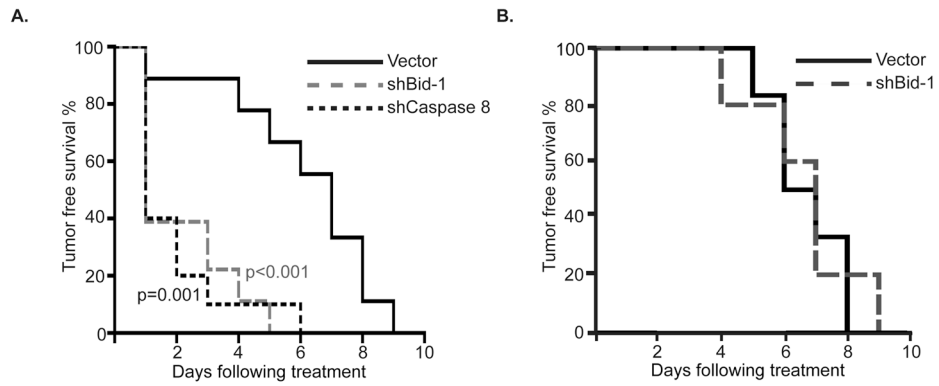 A.
Tumor free survival %
100
80
60
40
20
0
Vector
shBid-1
shCaspase 8
p<0.001
p=0.001
2 4 6 8 10
Days following treatment
B.
Tumor free survival %
100
80
60
40
20
0
Vector
shBid-1
2 4 6 8 10
Days following treatment